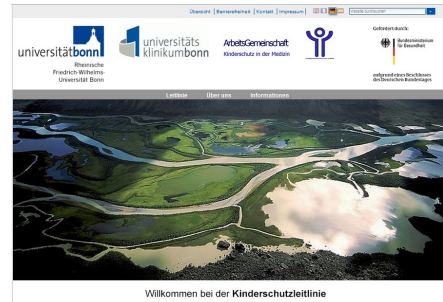 Übersicht | Barrierefreiheit | Kontakt | Impressum |
universitätbonn
Rheinische
Friedrich-Wilhelms-
Universität Bonn
universitäts
klinikumbonn
ArbeitsGemeinschaft
Kinderschutz in der Medizin
Gefördert durch:
Bundesministerium
für Gesundheit
aufgrund eines Beschlusses
des Deutschen Bundestages
Leitlinie Über uns Informationen
Willkommen bei der Kinderschutzleitlinie